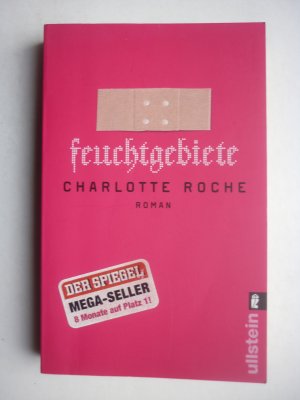 feuchtgebiete
CHARLOTTE ROCHE
ROMAN
DER SPIEGEL
MEGA-SELLER
8 Monate auf Platz 1!
ullstein